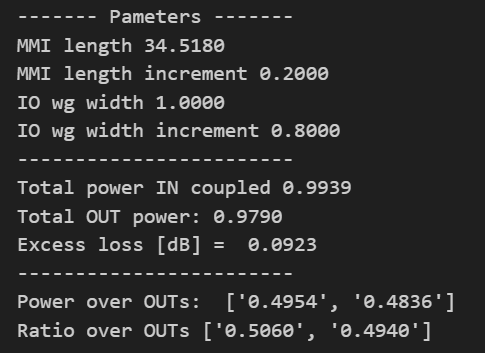 ------- Pameters -------
MMI length 34.5180
MMI length increment 0.2000
IO wg width 1.0000
IO wg width increment 0.8000
------------------------
Total power IN coupled 0.9939
Total OUT power: 0.9790
Excess loss [dB] =  0.0923
------------------------
Power over OUTs:  ['0.4954', '0.4836']
Ratio over OUTs ['0.5060', '0.4940']